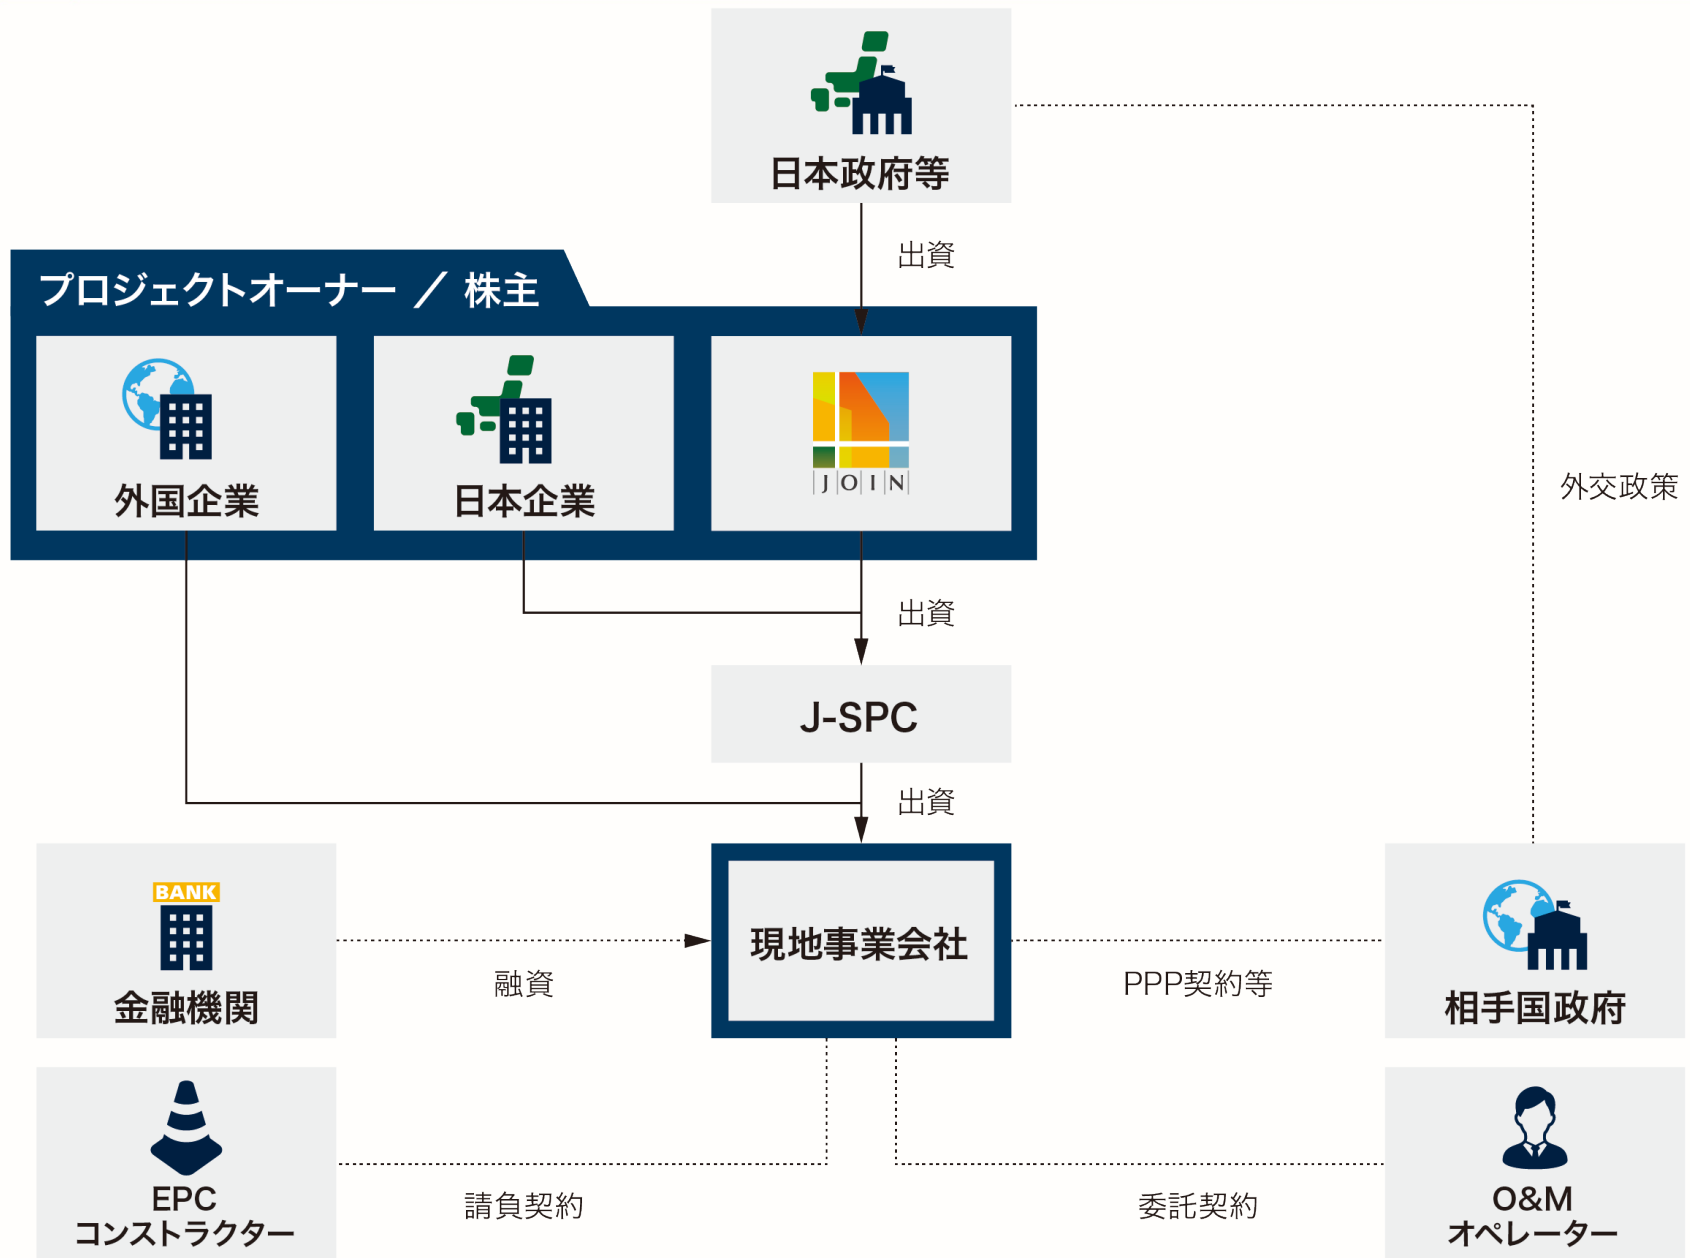 日本政府等
出資
プロジェクトオーナー ／ 株主
外国企業
日本企業
JOIN
外交政策
出資
J-SPC
出資
BANK
金融機関
融資
現地事業会社
PPP契約等
相手国政府
EPC
コンストラクター
請負契約
委託契約
O&M
オペレーター